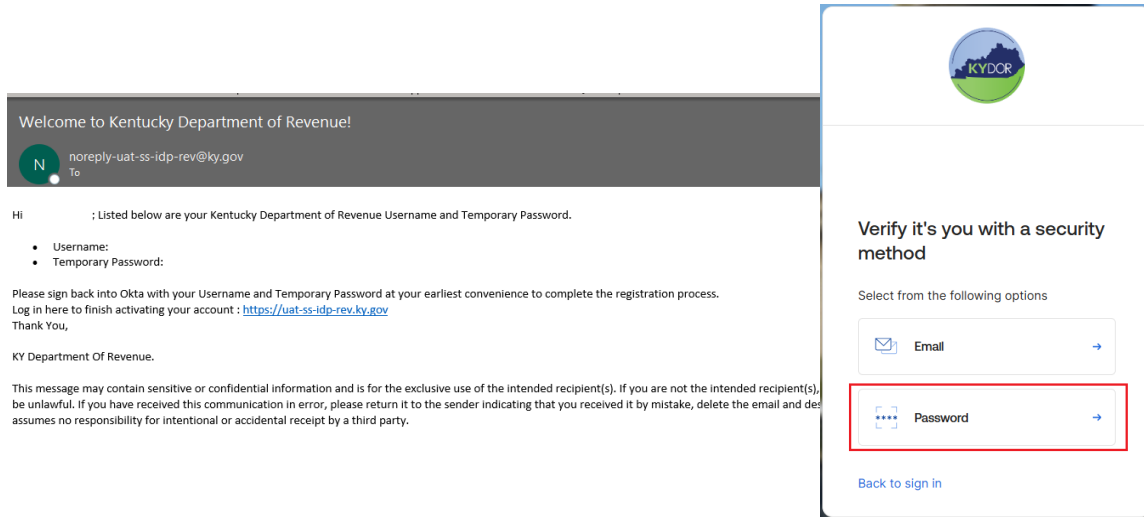 Welcome to Kentucky Department of Revenue!
N
noreply-uat-ss-idp-rev@ky.gov
To
Hi ; Listed below are your Kentucky Department of Revenue Username and Temporary Password.
• Username:
• Temporary Password:
Please sign back into Okta with your Username and Temporary Password at your earliest convenience to complete the registration process.
Log in here to finish activating your account : https://uat-ss-idp-rev.ky.gov
Thank You,
KY Department Of Revenue.
This message may contain sensitive or confidential information and is for the exclusive use of the intended recipient(s). If you are not the intended recipient(s),
be unlawful. If you have received this communication in error, please return it to the sender indicating that you received it by mistake, delete the email and des
assumes no responsibility for intentional or accidental receipt by a third party.
KYDOR
Verify it's you with a security
method
Select from the following options
Email
Password
Back to sign in